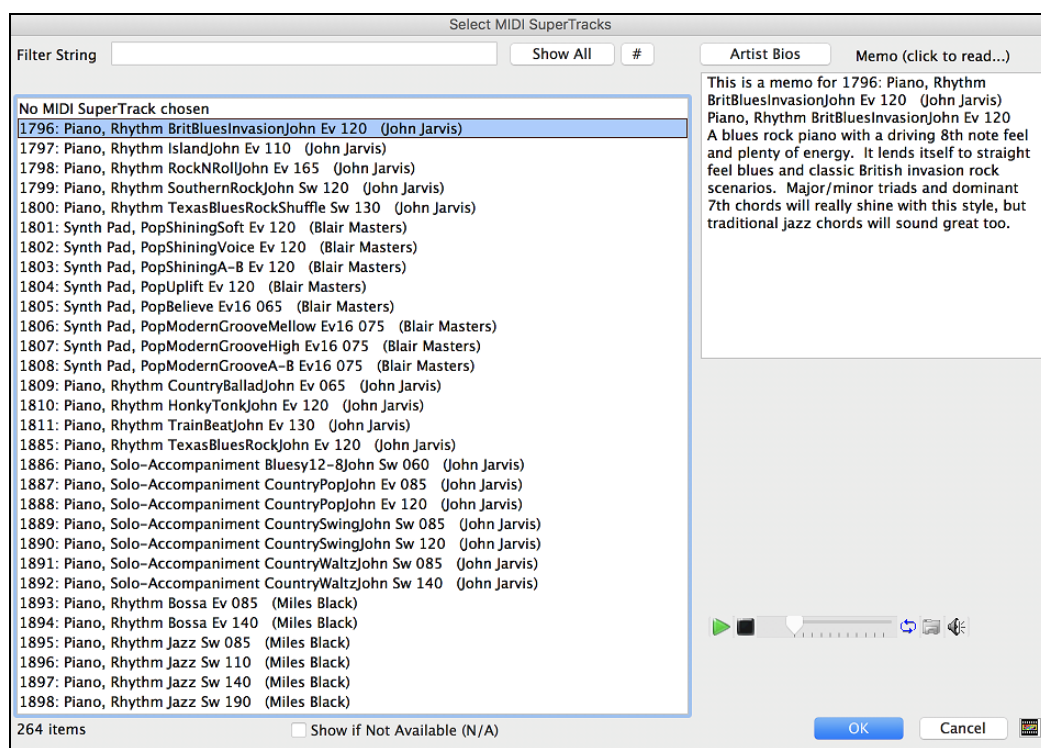 Select MIDI SuperTracks
Filter String
Show All
#
Artist Bios
Memo (click to read...)
No MIDI SuperTrack chosen
1796: Piano, Rhythm BritBluesInvasionJohn Ev 120 (John Jarvis)
1797: Piano, Rhythm IslandJohn Ev 110 (John Jarvis)
1798: Piano, Rhythm RockNRollJohn Ev 165 (John Jarvis)
1799: Piano, Rhythm SouthernRockJohn Sw 120 (John Jarvis)
1800: Piano, Rhythm TexasBluesRockShuffle Sw 130 (John Jarvis)
1801: Synth Pad, PopShiningSoft Ev 120 (Blair Masters)
1802: Synth Pad, PopShiningVoice Ev 120 (Blair Masters)
1803: Synth Pad, PopShiningA-B Ev 120 (Blair Masters)
1804: Synth Pad, PopUplift Ev 120 (Blair Masters)
1805: Synth Pad, PopBelieve Ev16 065 (Blair Masters)
1806: Synth Pad, PopModernGrooveMellow Ev16 075 (Blair Masters)
1807: Synth Pad, PopModernGrooveHigh Ev16 075 (Blair Masters)
1808: Synth Pad, PopModernGrooveA-B Ev16 075 (Blair Masters)
1809: Piano, Rhythm CountryBalladJohn Ev 065 (John Jarvis)
1810: Piano, Rhythm HonkyTonkJohn Ev 120 (John Jarvis)
1811: Piano, Rhythm TrainBeatJohn Ev 130 (John Jarvis)
1885: Piano, Rhythm TexasBluesRockJohn Ev 120 (John Jarvis)
1886: Piano, Solo-Accompaniment Bluesy12-8John Sw 060 (John Jarvis)
1887: Piano, Solo-Accompaniment CountryPopJohn Ev 085 (John Jarvis)
1888: Piano, Solo-Accompaniment CountryPopJohn Ev 120 (John Jarvis)
1889: Piano, Solo-Accompaniment CountrySwingJohn Sw 085 (John Jarvis)
1890: Piano, Solo-Accompaniment CountrySwingJohn Sw 120 (John Jarvis)
1891: Piano, Solo-Accompaniment CountryWaltzJohn Sw 085 (John Jarvis)
1892: Piano, Solo-Accompaniment CountryWaltzJohn Sw 140 (John Jarvis)
1893: Piano, Rhythm Bossa Ev 085 (Miles Black)
1894: Piano, Rhythm Bossa Ev 140 (Miles Black)
1895: Piano, Rhythm Jazz Sw 085 (Miles Black)
1896: Piano, Rhythm Jazz Sw 110 (Miles Black)
1897: Piano, Rhythm Jazz Sw 140 (Miles Black)
1898: Piano, Rhythm Jazz Sw 190 (Miles Black)
This is a memo for 1796: Piano, Rhythm
BritBluesInvasionJohn Ev 120 (John Jarvis)
Piano, Rhythm BritBluesInvasionJohn Ev 120
A blues rock piano with a driving 8th note feel
and plenty of energy. It lends itself to straight
feel blues and classic British invasion rock
scenarios. Major/minor triads and dominant
7th chords will really shine with this style, but
traditional jazz chords will sound great too.
264 items
Show if Not Available (N/A)
OK
Cancel